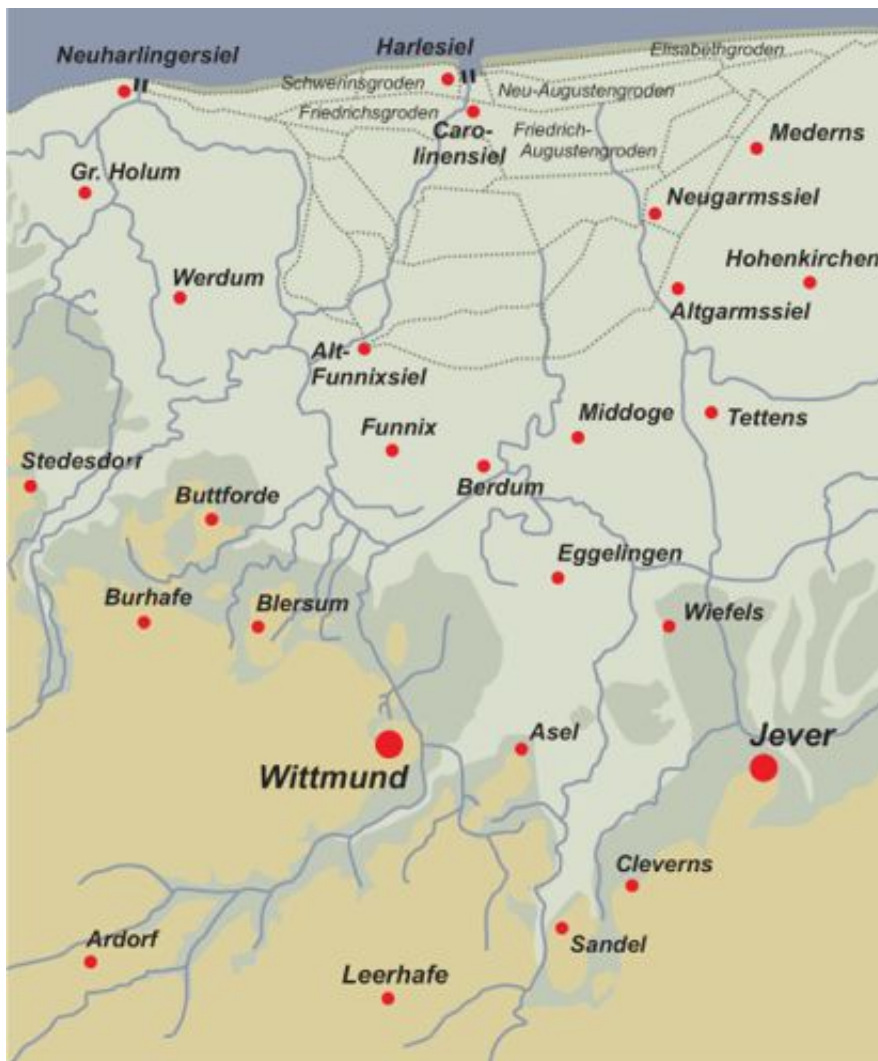 Neuharlingersiel
Harlesiel
Elisabethgroden
Schwerinsgroden
Neu-Augustengroden
Friedrichsgroden
Caro-
linensiel
Friedrich-
Augustengroden
Mederns
Gr. Holum
Neugarmssiel
Werdum
Hohenkirchen
Altgarmssiel
Alt-
Funnixsiel
Middoge
Tettens
Funnix
Stedesdorf
Berdum
Buttforde
Eggelingen
Burhafe
Blersum
Wiefels
Asel
Jever
Wittmund
Cleverns
Ardorf
Sandel
Leerhafe